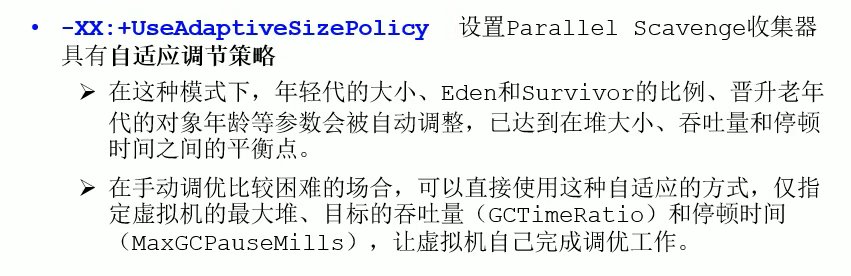 • -XX:+UseAdaptiveSizePolicy 设置Parallel Scavenge收集器
具有自适应调节策略
➢ 在这种模式下，年轻代的大小、Eden和Survivor的比例、晋升老年
代的对象年龄等参数会被自动调整，已达到在堆大小、吞吐量和停顿
时间之间的平衡点。
➢ 在手动调优比较困难的场合，可以直接使用这种自适应的方式，仅指
定虚拟机的最大堆、目标的吞吐量（GCTimeRatio）和停顿时间
（MaxGCPauseMills），让虚拟机自己完成调优工作。